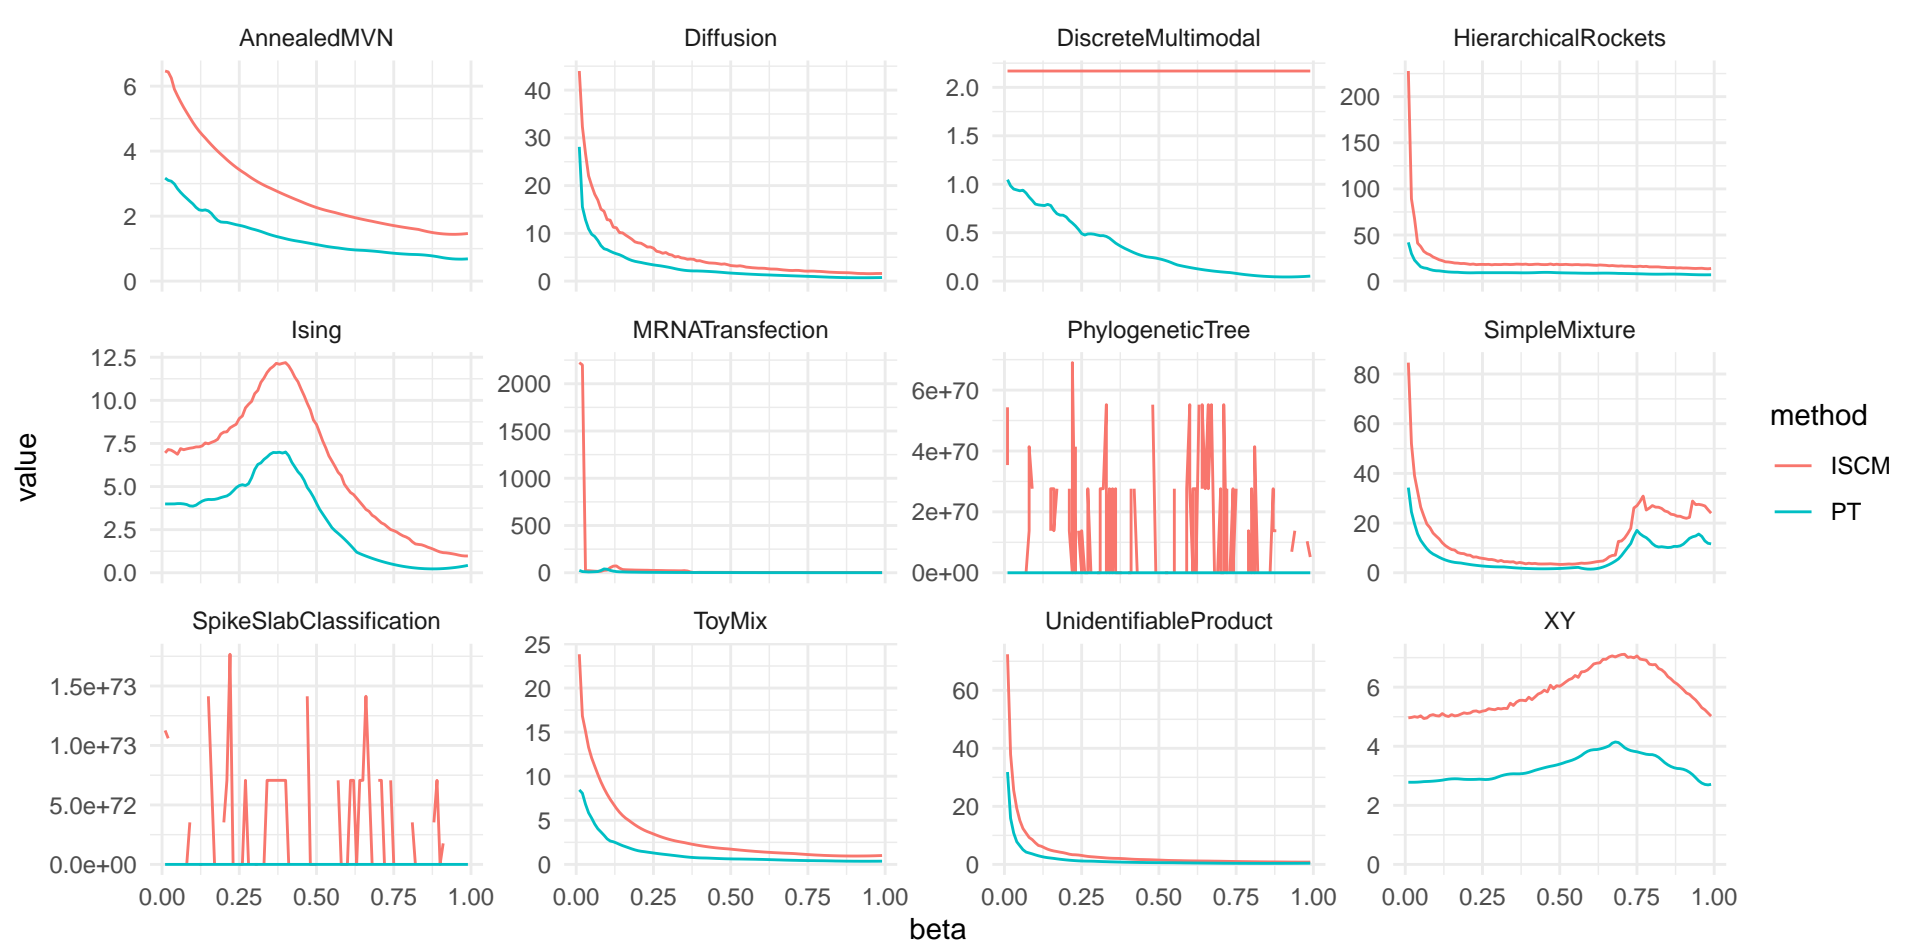 AnnealedMVN
Diffusion
DiscreteMultimodal
HierarchicalRockets
6
4
2
0
40
30
20
10
0
2.0
1.5
1.0
0.5
0.0
200
150
100
50
0
Ising
MRNATransfection
PhylogeneticTree
SimpleMixture
12.5
10.0
7.5
5.0
2.5
0.0
2000
1500
1000
500
0
6e+70
4e+70
2e+70
0e+00
80
60
40
20
0
value
method
ISCM
PT
SpikeSlabClassification
ToyMix
UnidentifiableProduct
XY
1.5e+73
1.0e+73
5.0e+72
0.0e+00
25
20
15
10
5
0
60
40
20
0
6
4
2
0
0.00 0.25 0.50 0.75 1.00
0.00 0.25 0.50 0.75 1.00
0.00 0.25 0.50 0.75 1.00
0.00 0.25 0.50 0.75 1.00
beta